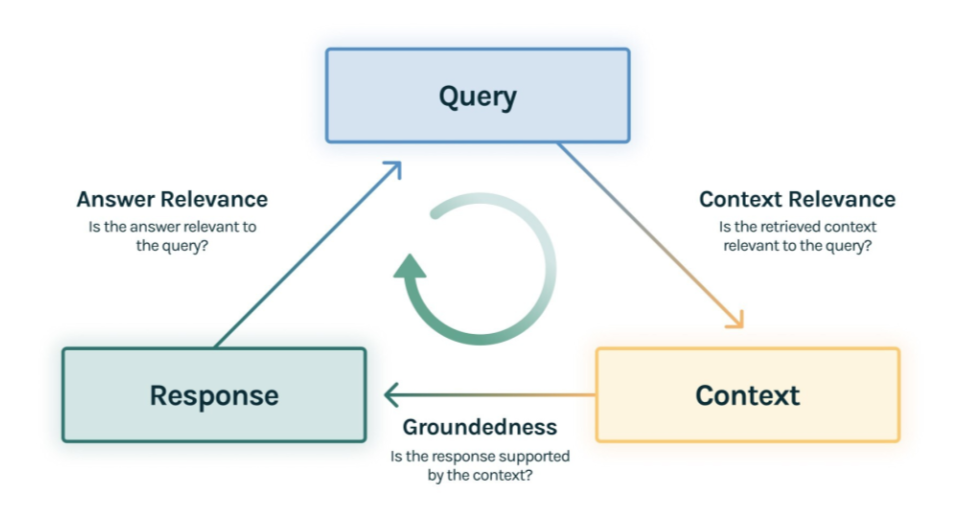 Query
Answer Relevance
Is the answer relevant to
the query?
Context Relevance
Is the retrieved context
relevant to the query?
Response
Context
Groundedness
Is the response supported
by the context?